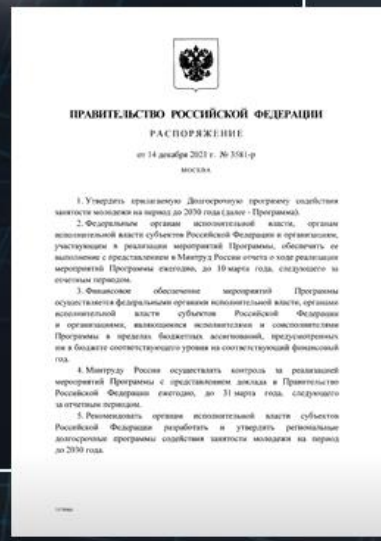 ПРАВИТЕЛЬСТВО РОССИЙСКОЙ ФЕДЕРАЦИИ
РАСПОРЯЖЕНИЕ
от 14 декабря 2021 г. № 3581-р
МОСКВА
1. Утвердить прилагаемую Долгосрочную программу содействия
занятости молодежи на период до 2030 года (далее - Программа).
2. Федеральным органам исполнительной власти, органам
исполнительной власти субъектов Российской Федерации и организациям,
участвующим в реализации мероприятий Программы, обеспечить ее
выполнение с представлением в Минтруд России отчета о ходе реализации
мероприятий Программы ежегодно, до 10 марта года, следующего за
отчетным периодом.
3. Финансовое обеспечение мероприятий Программы
осуществляется федеральными органами исполнительной власти, органами
исполнительной власти субъектов Российской Федерации
и организациями, являющимися исполнителями и соисполнителями
Программы в пределах бюджетных ассигнований, предусмотренных
им в бюджете соответствующего уровня на соответствующий финансовый
год.
4. Минтруду России осуществлять контроль за реализацией
мероприятий Программы с представлением доклада в Правительство
Российской Федерации ежегодно, до 31 марта года, следующего
за отчетным периодом.
5. Рекомендовать органам исполнительной власти субъектов
Российской Федерации разработать и утвердить региональные
долгосрочные программы содействия занятости молодежи на период
до 2030 года.